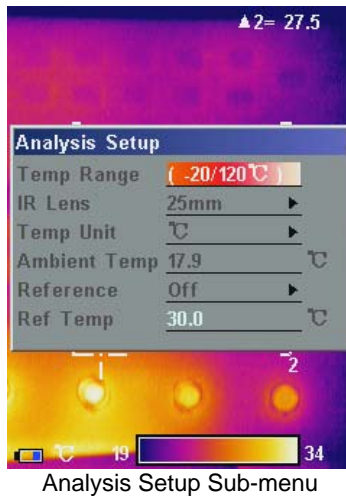 ▲2= 27.5
Analysis Setup
Temp Range ( -20/120℃ )
IR Lens 25mm
Temp Unit ℃
Ambient Temp 17.9 ℃
Reference Off
Ref Temp 30.0 ℃
2
℃ 19 34
Analysis Setup Sub-menu